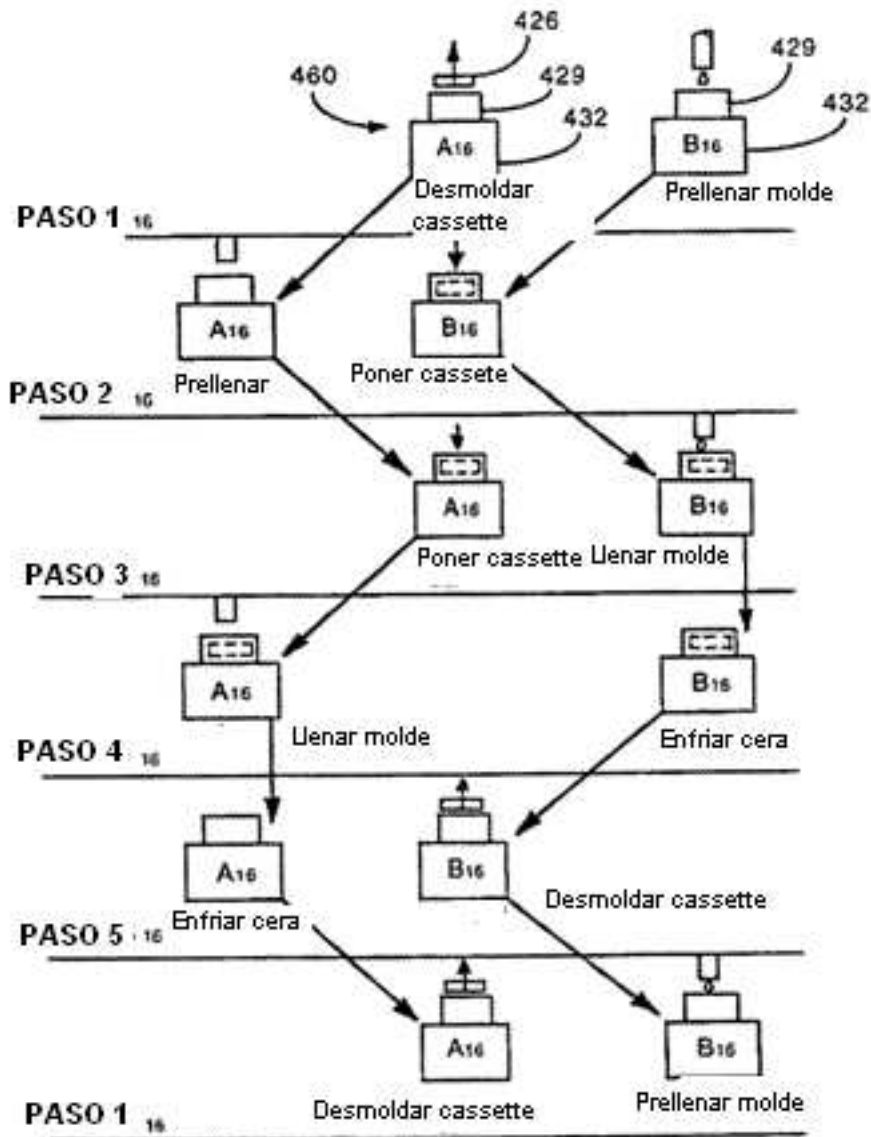 426
460
429
432
A16
Desmoldar
cassette
429
432
B16
Prellenar molde
PASO 1 16
A16
Prellenar
B16
Poner cassete
PASO 2 16
A16
Poner cassette
B16
Llenar molde
PASO 3 16
A16
Llenar molde
B16
Enfriar cera
PASO 4 16
A16
Enfriar cera
B16
Desmoldar cassette
PASO 5 16
A16
Desmoldar cassette
B16
Prellenar molde
PASO 1 16